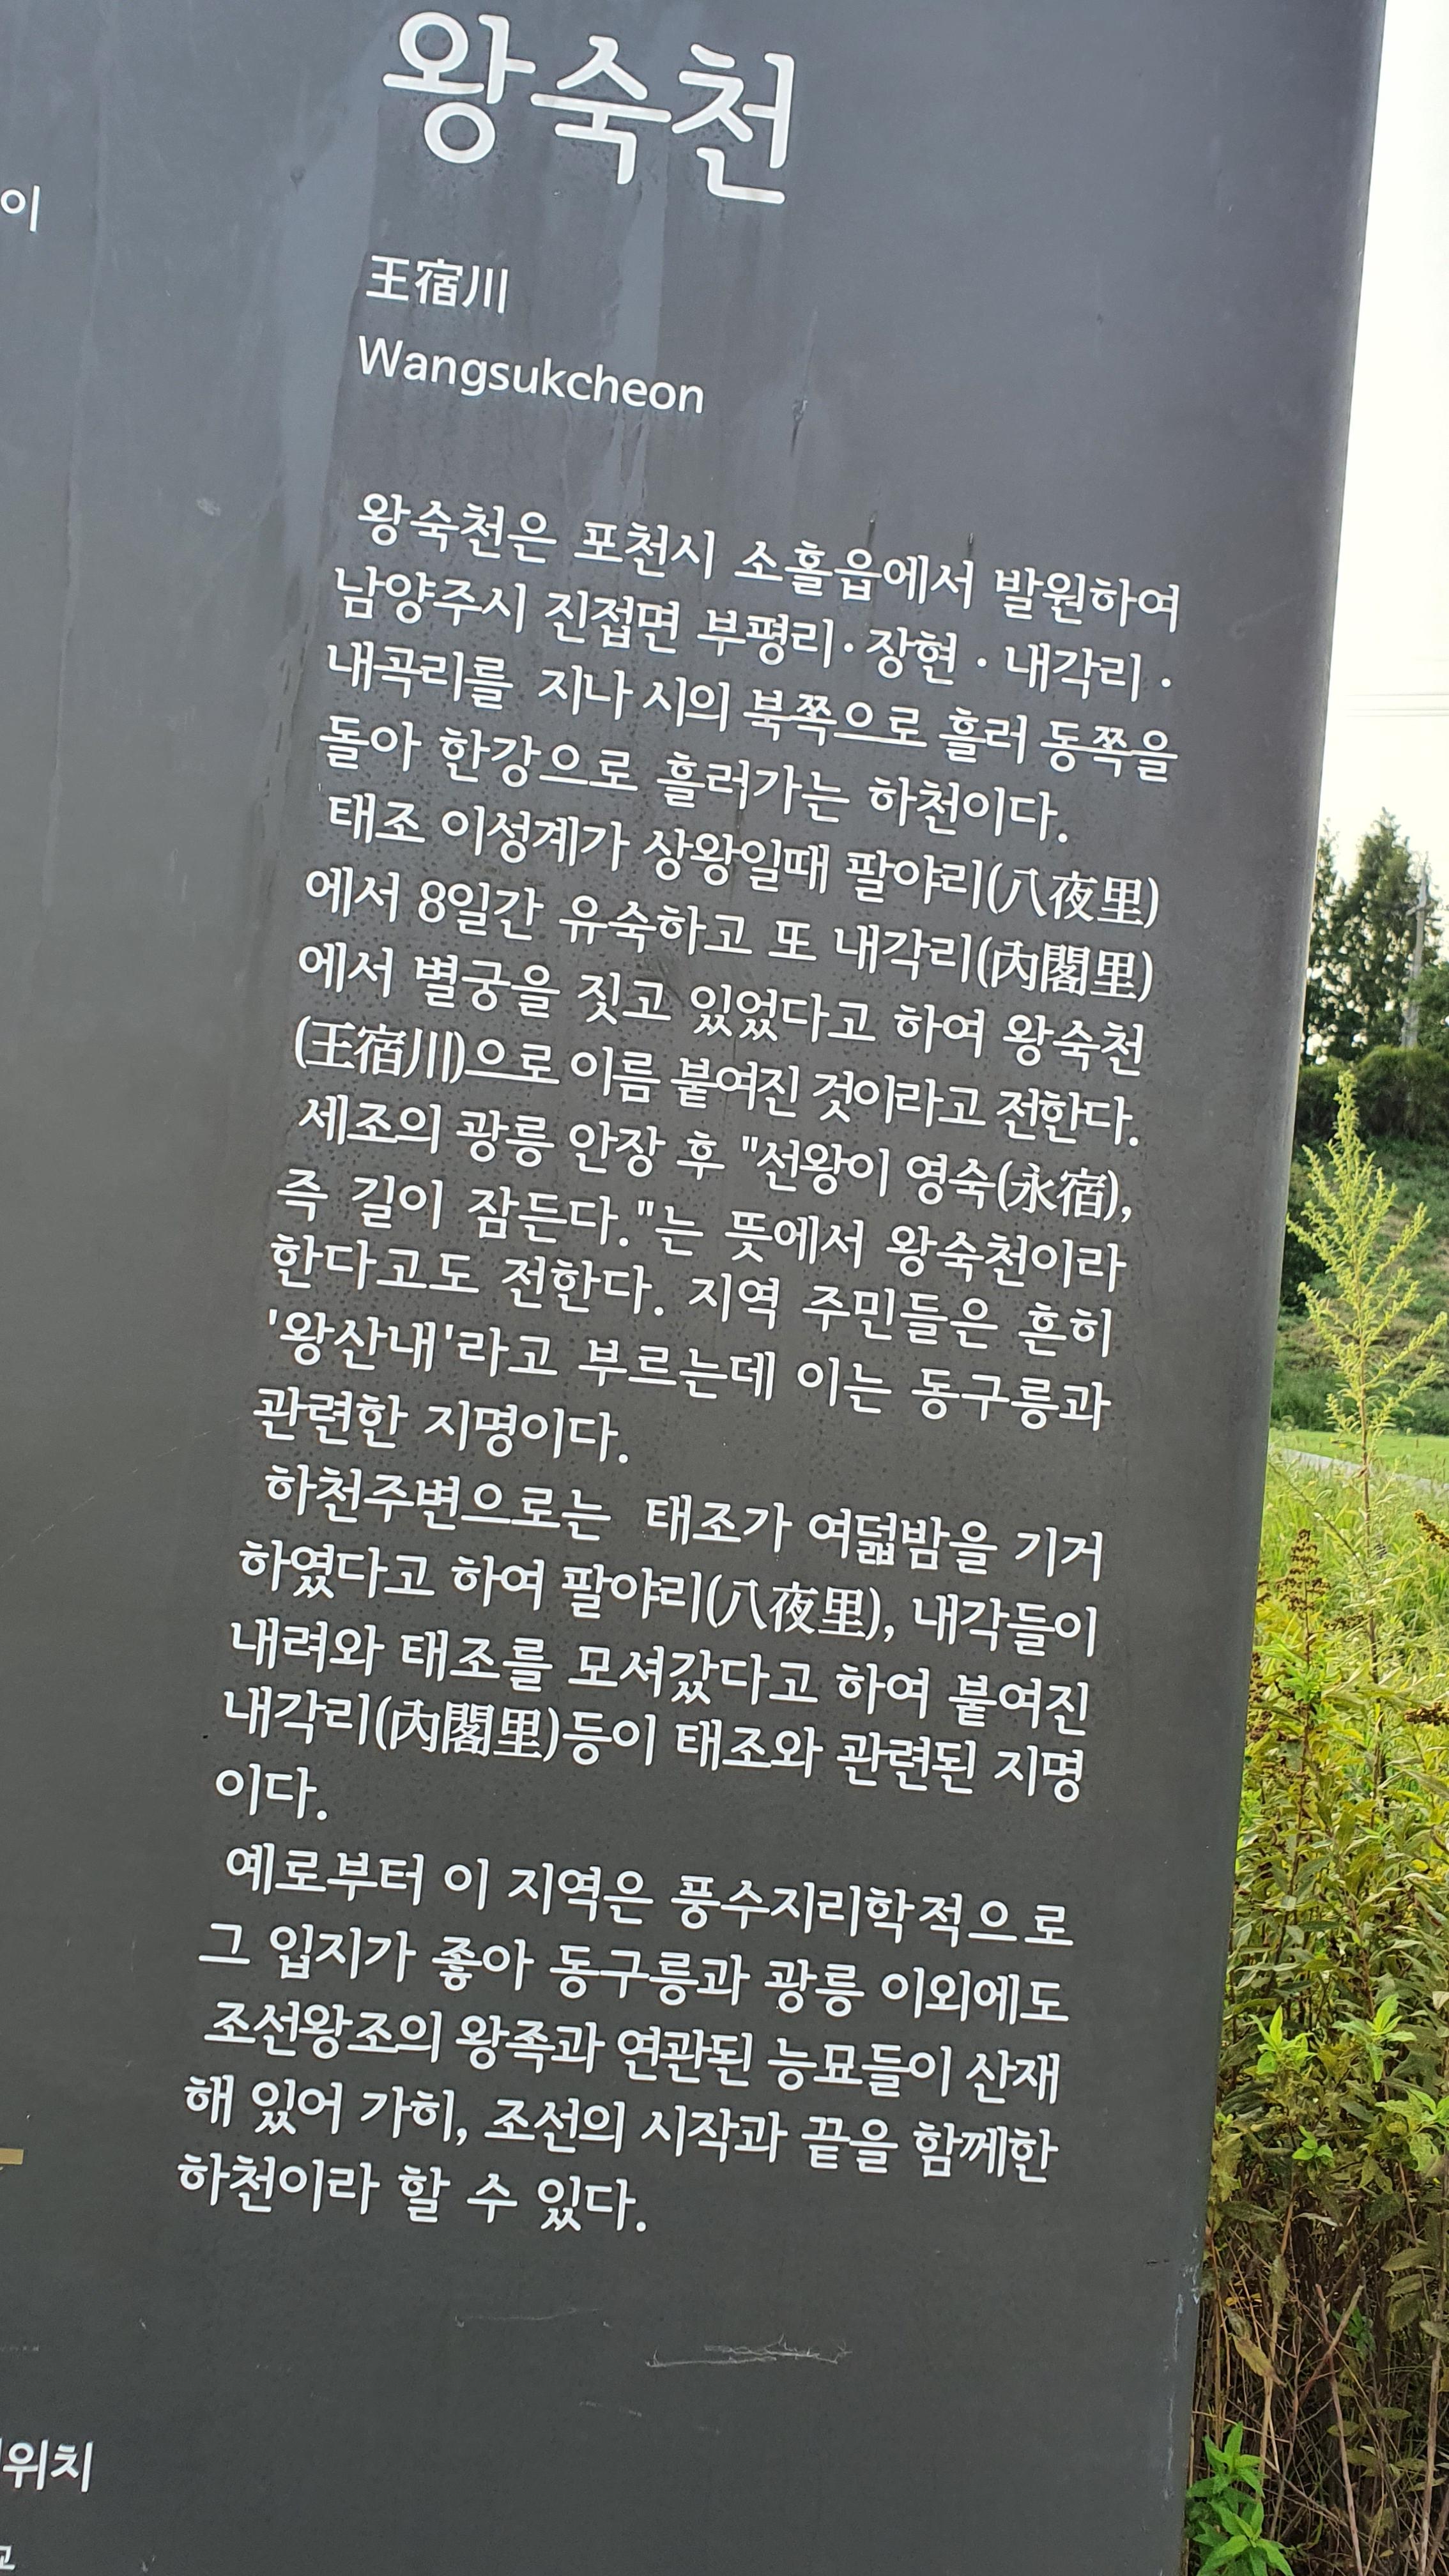 왕숙천
王宿川
Wangsukcheon
왕숙천은 포천시 소홀읍에서 발원하여
남양주시 진접면 부평리·장현·내각리·
내곡리를 지나 시의 북쪽으로 흘러 동쪽을
돌아 한강으로 흘러가는 하천이다.
태조 이성계가 상왕일때 팔야리(八夜里)
에서 8일간 유숙하고 또 내각리(內閣里)
에서 별궁을 짓고 있었다고 하여 왕숙천
(王宿川)으로 이름 붙여진 것이라고 전한다.
세조의 광릉 안장 후 "선왕이 영숙(永宿),
즉 길이 잠든다."는 뜻에서 왕숙천이라
한다고도 전한다. 지역 주민들은 흔히
'왕산내'라고 부르는데 이는 동구릉과
관련한 지명이다.
하천주변으로는 태조가 여덟밤을 기거
하였다고 하여 팔야리(八夜里), 내각들이
내려와 태조를 모셔갔다고 하여 붙여진
내각리(內閣里)등이 태조와 관련된 지명
이다.
예로부터 이 지역은 풍수지리학적으로
그 입지가 좋아 동구릉과 광릉 이외에도
조선왕조의 왕족과 연관된 능묘들이 산재
해 있어 가히, 조선의 시작과 끝을 함께한
하천이라 할 수 있다.
이
위치
교